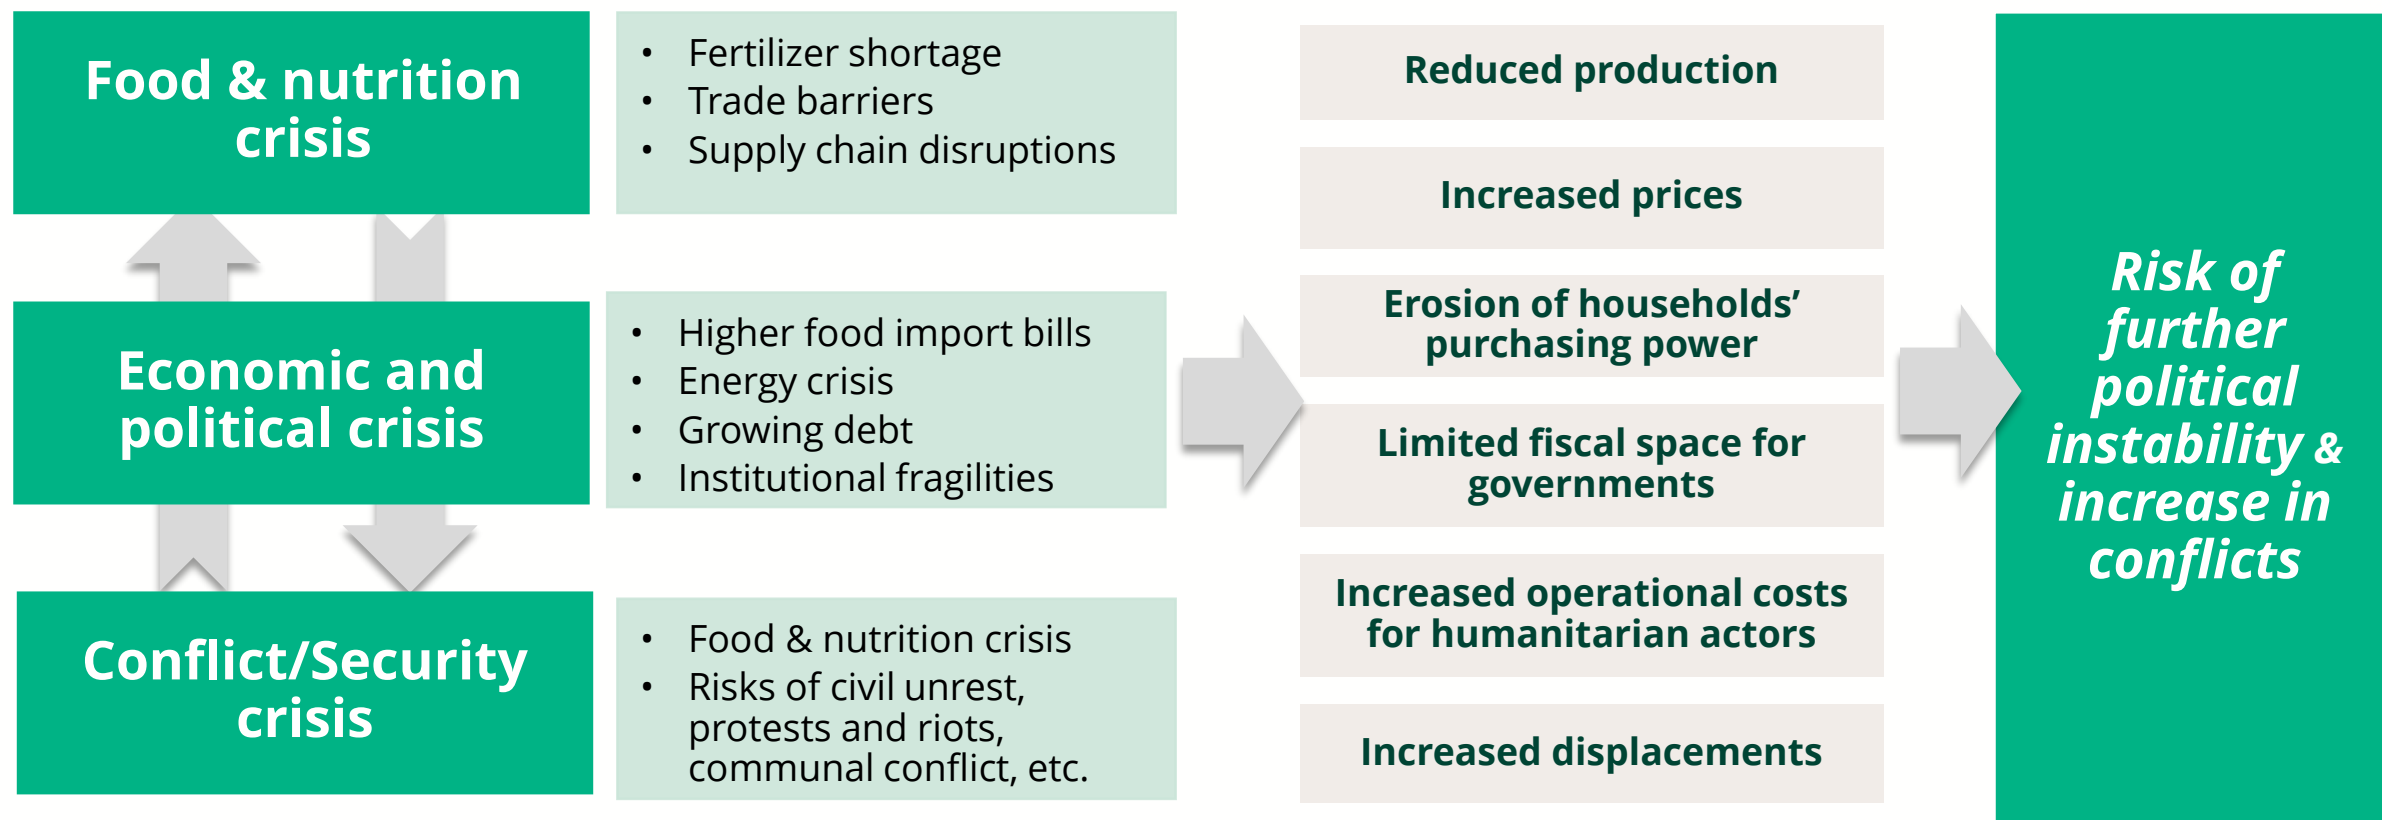 Food & nutrition
crisis
• Fertilizer shortage
• Trade barriers
• Supply chain disruptions
Economic and
political crisis
• Higher food import bills
• Energy crisis
• Growing debt
• Institutional fragilities
Conflict/Security
crisis
• Food & nutrition crisis
• Risks of civil unrest,
protests and riots,
communal conflict, etc.
Reduced production
Increased prices
Erosion of households’
purchasing power
Limited fiscal space for
governments
Increased operational costs
for humanitarian actors
Increased displacements
Risk of
further
political
instability &
increase in
conflicts